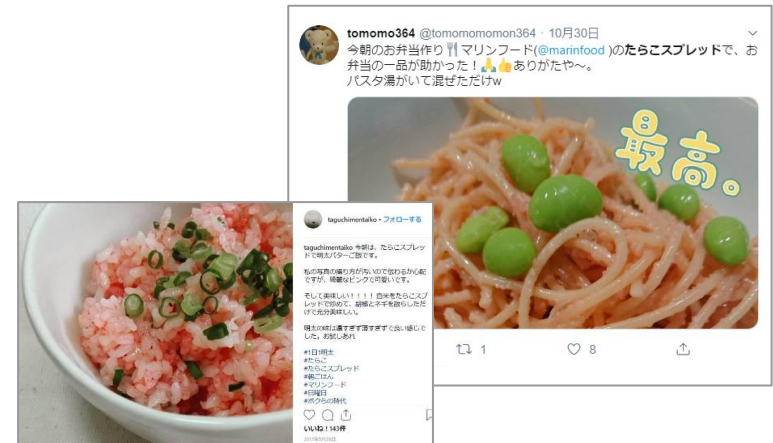 tomomo364 @tomomomomon364 · 10月30日
今朝のお弁当作り🍴マリンフード(@marinfood )のたらこスプレッドで、お
弁当の一品が助かった！🙏👍ありがたや〜。
パスタ湯がいて混ぜただけw
最高。
1
8
taguchimentaiko • フォローする
taguchimentaiko 今朝は、たらこスプレッ
ドで明太バターご飯です。
私の写真の撮り方が汚いので伝わるか心配
ですが、綺麗なピンクで可愛いです。
そして美味しい！！！！白米をたらこスプ
レッドで炒めて、胡椒とネギを散らしただ
けで充分美味しい。
明太の味は濃すぎず薄すぎずで良い感じで
した。お試しあれ
#1日1明太
#たらこ
#たらこスプレッド
#朝ごはん
#マリンフード
#日曜日
#ボクらの時代
いいね！143件